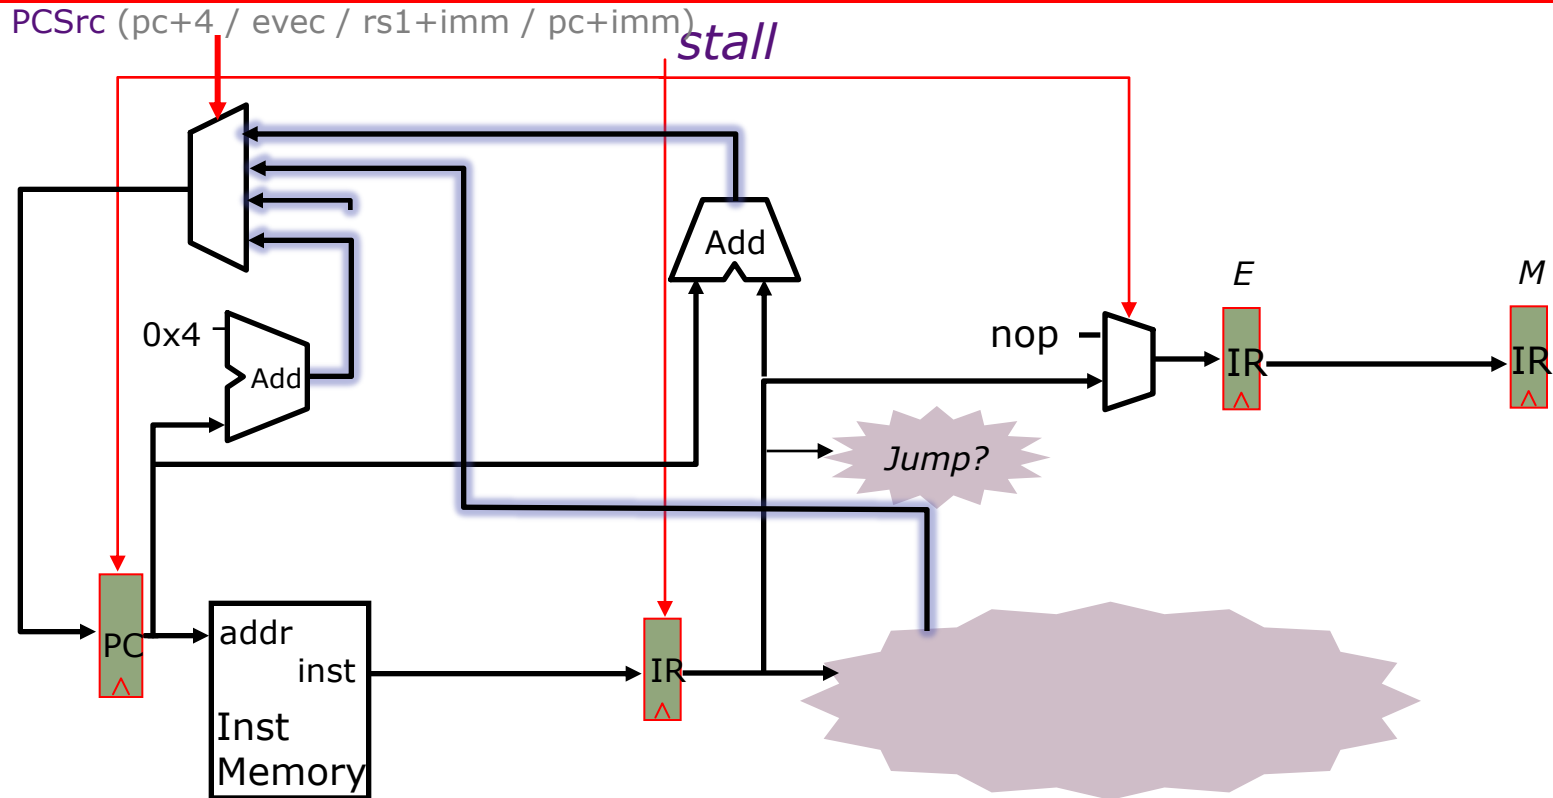 PCSrc (pc+4 / evec / rs1+imm / pc+imm)
stall
Add
E
M
0x4
Add
nop
IR
IR
Jump?
PC
addr
inst
IR
Inst
Memory